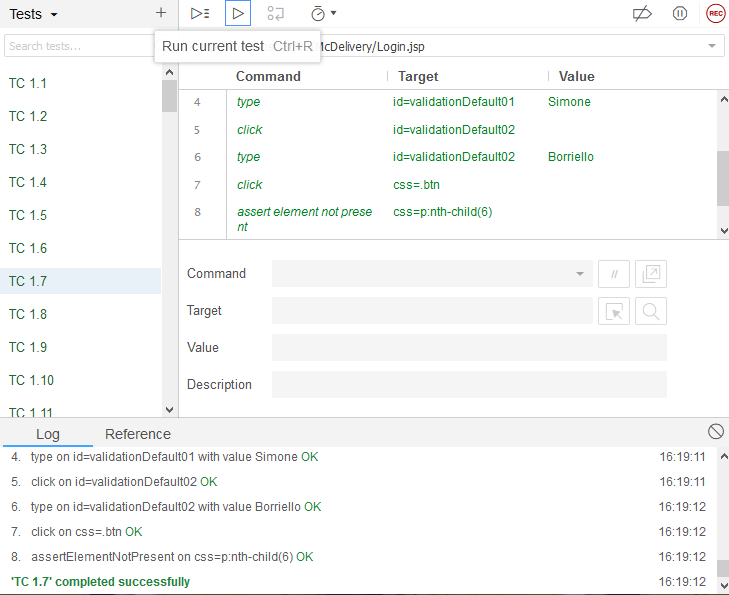 Tests
REC
Search tests...
Run current test Ctrl+R
McDelivery/Login.jsp
Command Target Value
4 type id=validationDefault01 Simone
5 click id=validationDefault02
6 type id=validationDefault02 Borriello
7 click css=.btn
8 assert element not prese
nt css=p:nth-child(6)
TC 1.1
TC 1.2
TC 1.3
TC 1.4
TC 1.5
TC 1.6
TC 1.7
TC 1.8
TC 1.9
TC 1.10
TC 1.11
Command //
Target
Value
Description
Log Reference
4. type on id=validationDefault01 with value Simone OK 16:19:11
5. click on id=validationDefault02 OK 16:19:11
6. type on id=validationDefault02 with value Borriello OK 16:19:12
7. click on css=.btn OK 16:19:12
8. assertElementNotPresent on css=p:nth-child(6) OK 16:19:12
'TC 1.7' completed successfully 16:19:12